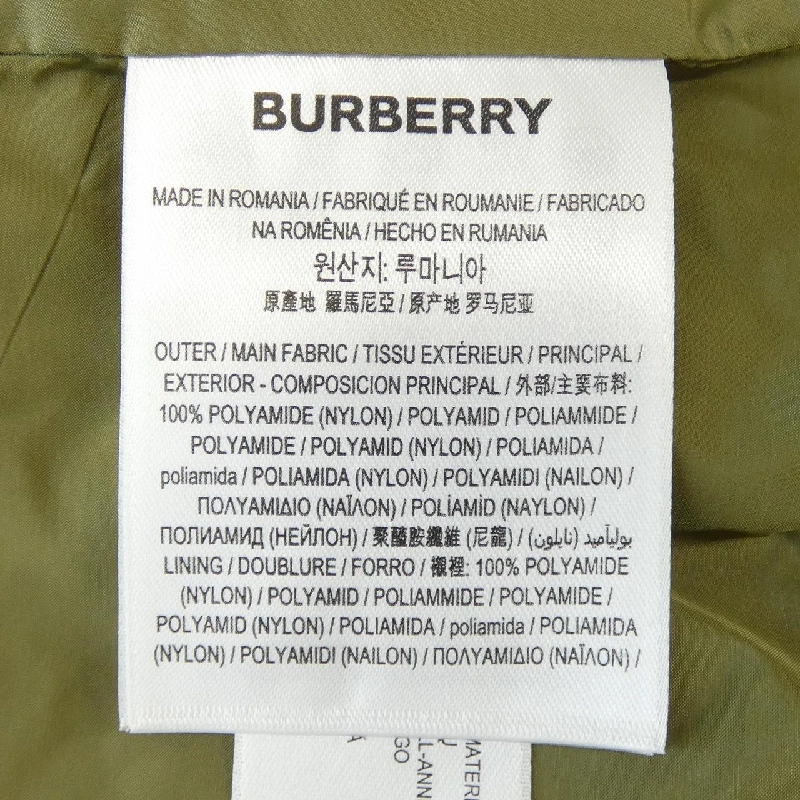 BURBERRY
MADE IN ROMANIA / FABRIQUÉ EN ROUMANIE / FABRICADO
NA ROMÊNIA / HECHO EN RUMANIA
원산지: 루마니아
原產地 羅馬尼亞 / 原产地 罗马尼亚
OUTER / MAIN FABRIC / TISSU EXTÉRIEUR / PRINCIPAL /
EXTERIOR - COMPOSICION PRINCIPAL / 外部/主要布料:
100% POLYAMIDE (NYLON) / POLYAMID / POLIAMMIDE /
POLYAMIDE / POLYAMID (NYLON) / POLIAMIDA /
poliamida / POLIAMIDA (NYLON) / POLYAMIDI (NAILON) /
ΠΟΛΥΑΜΙΔΙΟ (ΝΑΪΛΟΝ) / POLİAMİD (NAYLON) /
ПОЛИАМИД (НЕЙЛОН) / 聚醯胺纖維 (尼龍) / بولیآمید (نایلون)
LINING / DOUBLURE / FORRO / 襯裡: 100% POLYAMIDE
(NYLON) / POLYAMID / POLIAMMIDE / POLYAMIDE /
POLYAMID (NYLON) / POLIAMIDA / poliamida / POLIAMIDA
(NYLON) / POLYAMIDI (NAILON) / ΠΟΛΥΑΜΙΔΙΟ (ΝΑΪΛΟΝ) /